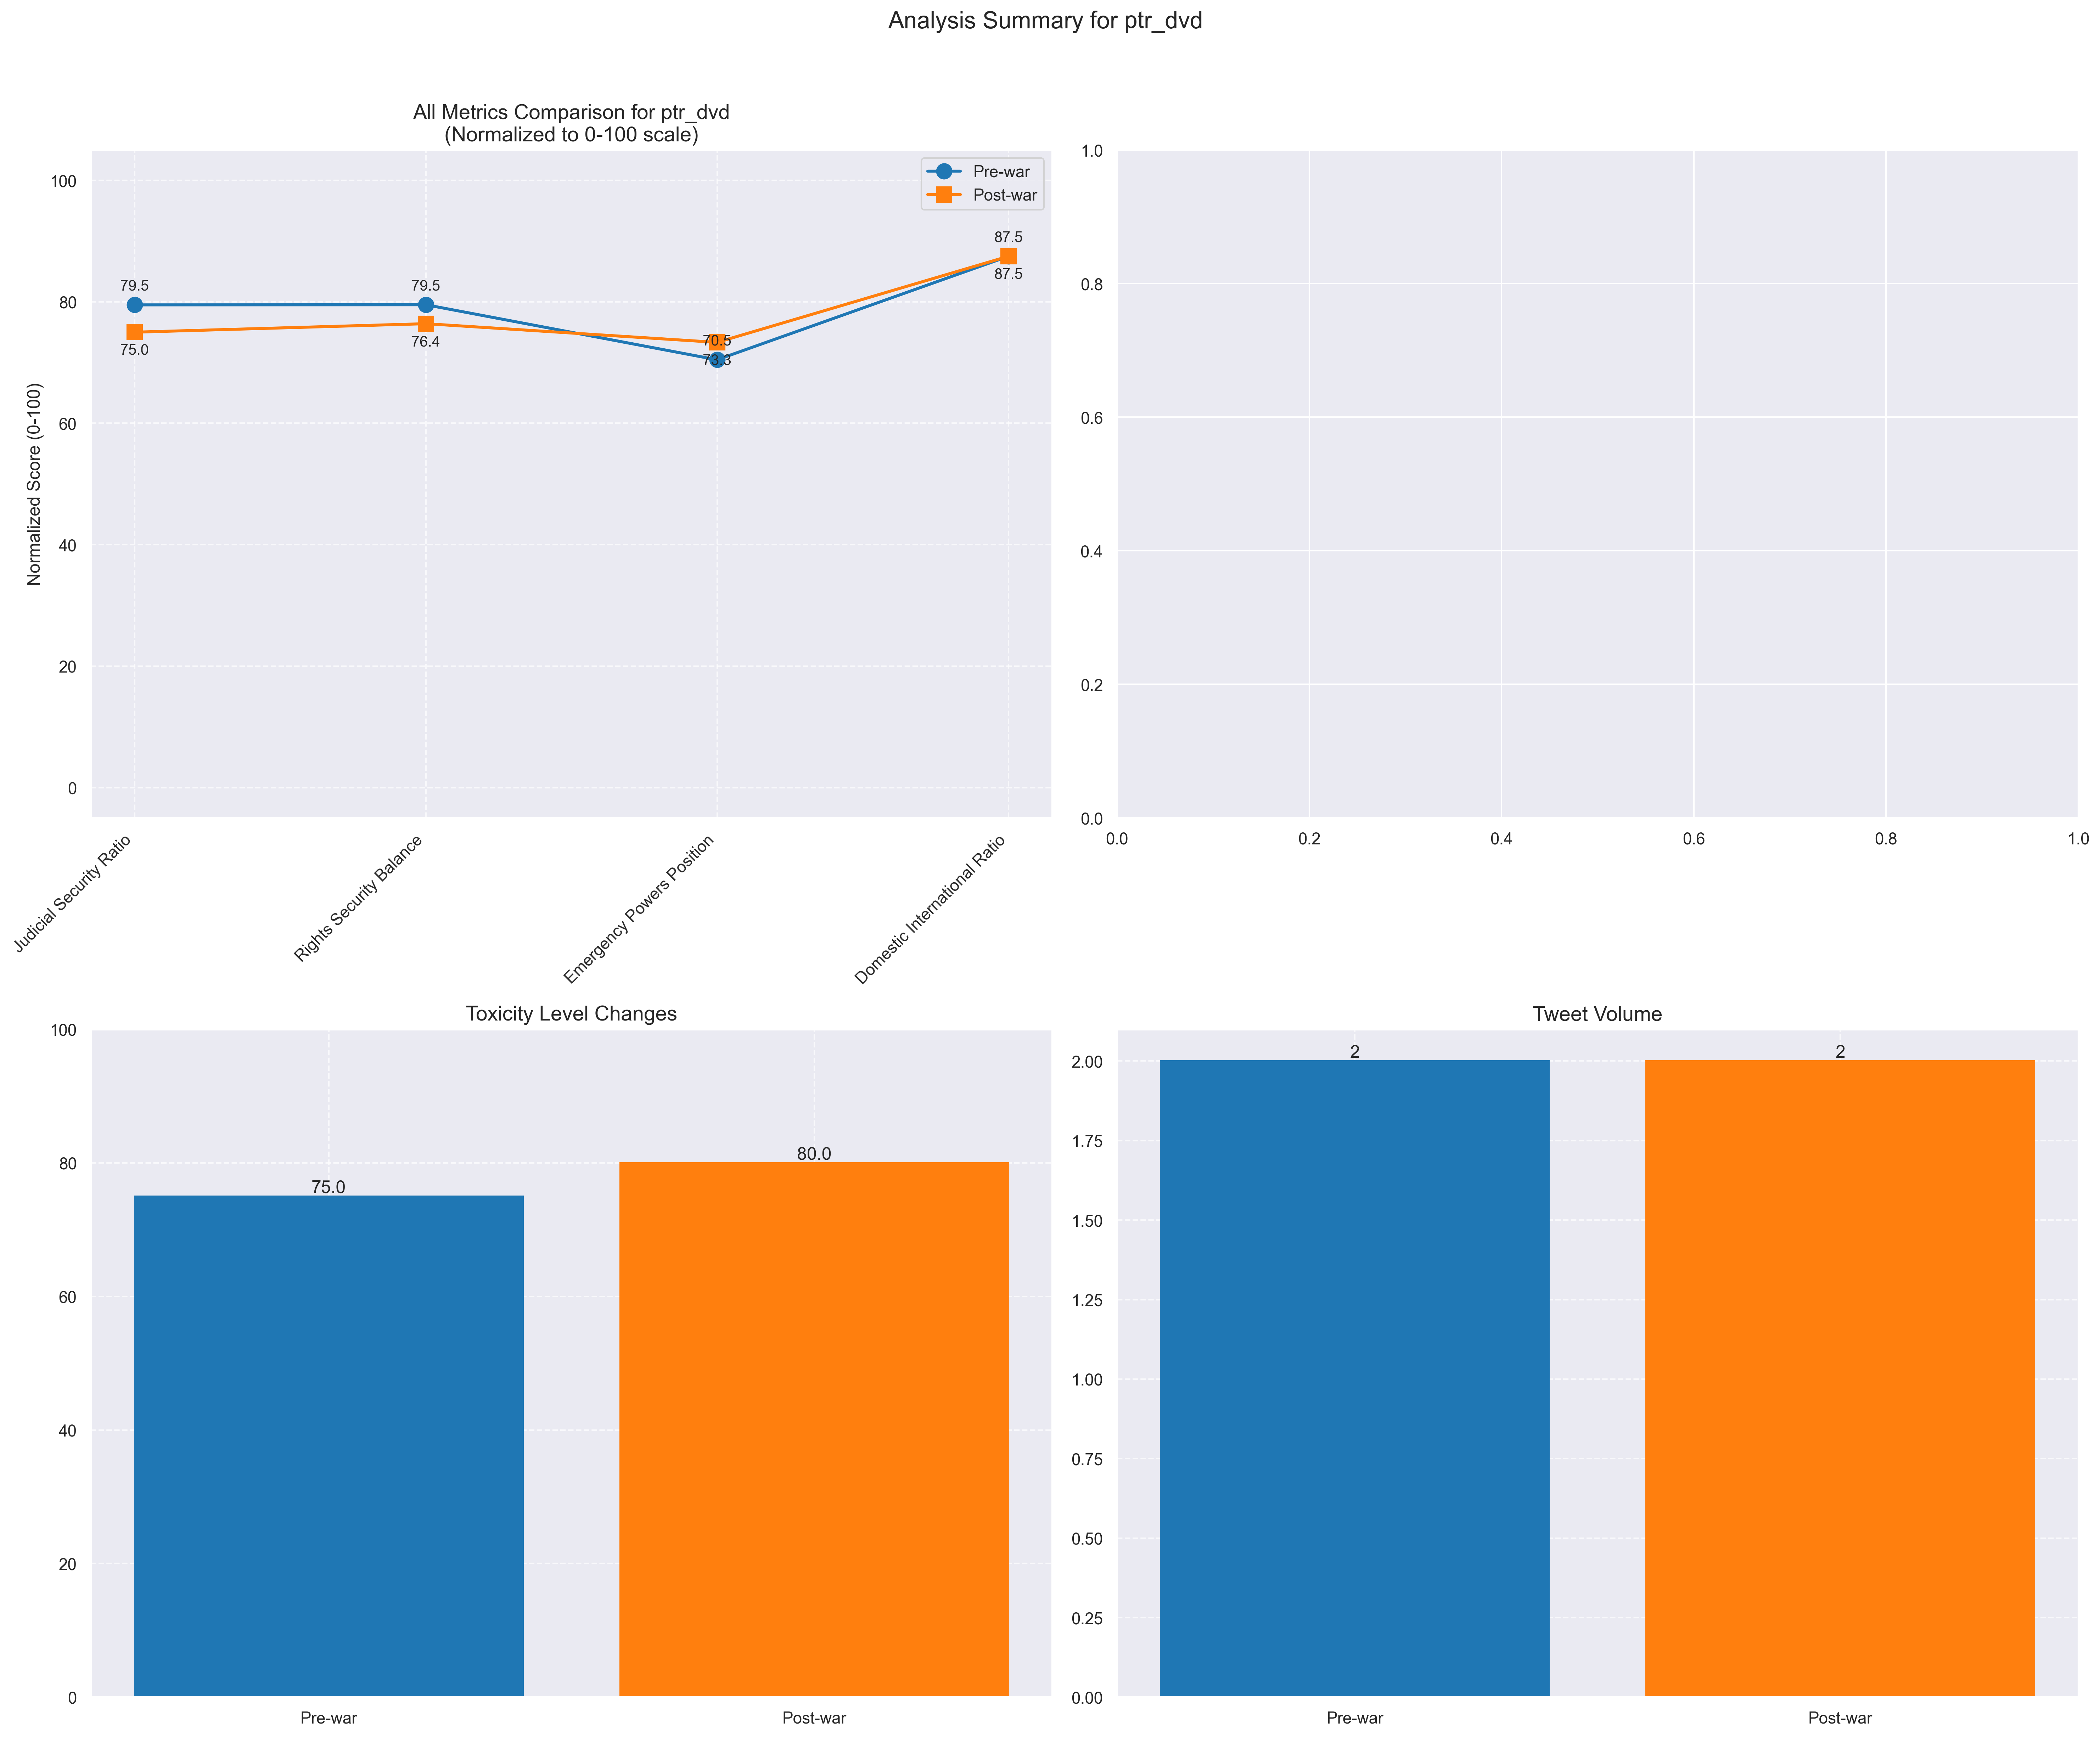 Analysis Summary for ptr_dvd
All Metrics Comparison for ptr_dvd
(Normalized to 0-100 scale)
Normalized Score (0-100)
100
80
60
40
20
0
Pre-war
Post-war
79.5
79.5
70.5
87.5
75.0
76.4
73.3
87.5
Judicial Security Ratio
Rights Security Balance
Emergency Powers Position
Domestic International Ratio
1.0
0.8
0.6
0.4
0.2
0.0
0.0
0.2
0.4
0.6
0.8
1.0
Toxicity Level Changes
100
80
60
40
20
0
75.0
80.0
Pre-war
Post-war
Tweet Volume
2.00
1.75
1.50
1.25
1.00
0.75
0.50
0.25
0.00
2
2
Pre-war
Post-war